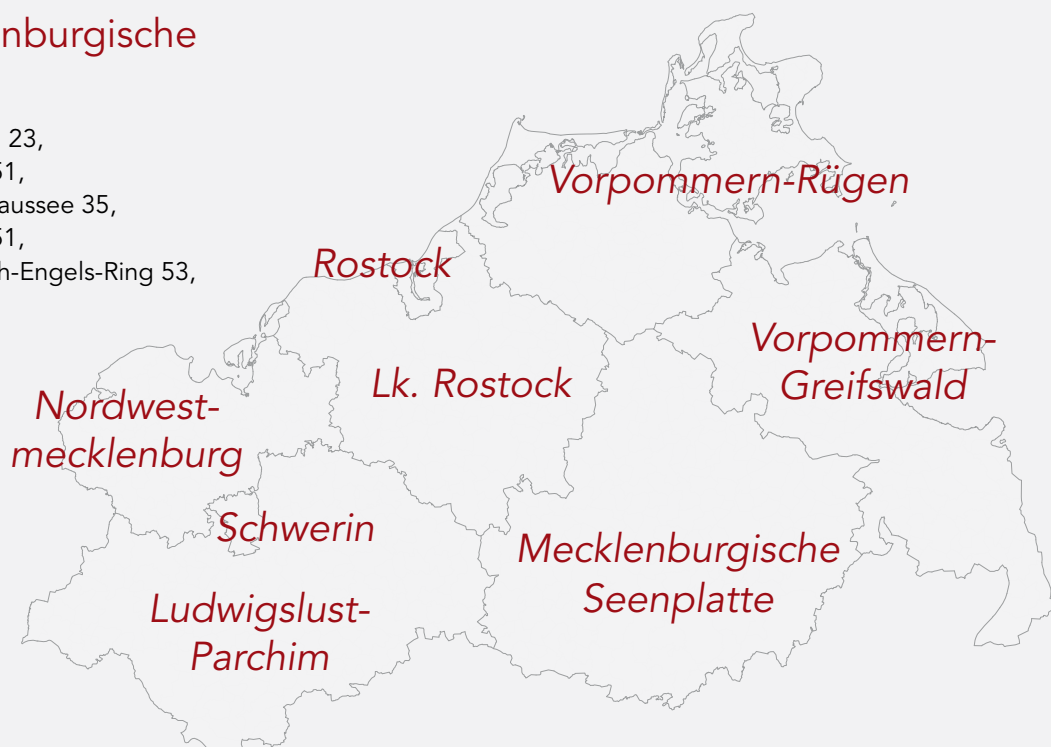 nburgische
23,
51,
aussee 35,
51,
h-Engels-Ring 53,
Vorpommern-Rügen
Rostock
Vorpommern-
Greifswald
Lk. Rostock
Nordwest-
mecklenburg
Schwerin
Mecklenburgische
Seenplatte
Ludwigslust-
Parchim